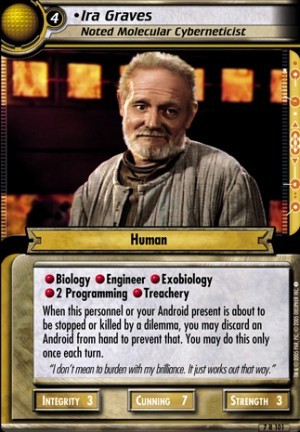 4
•Ira Graves
Noted Molecular Cyberneticist
Human
Biology Engineer Exobiology
2 Programming Treachery
When this personnel or your Android present is about
to be stopped or killed by a dilemma, you may discard an
Android from hand to prevent that. You may do this only
once each turn.
"I don't mean to burden with my brilliance. It just works out that way."
INTEGRITY 3
CUNNING 7
STRENGTH 3
7 R 101